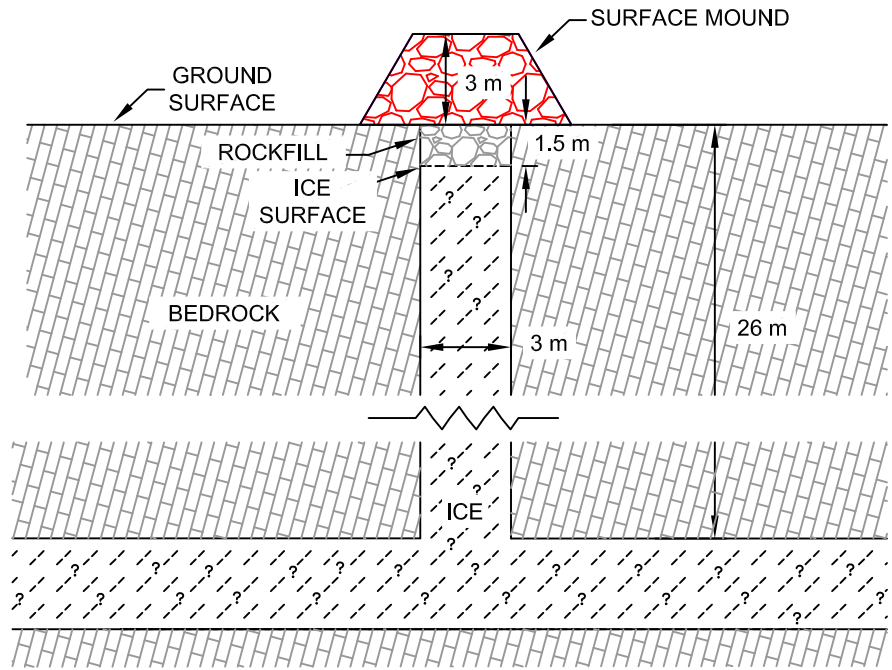 SURFACE MOUND
GROUND
SURFACE
3 m
1.5 m
ROCKFILL
ICE
SURFACE
?
?
?
BEDROCK
3 m
26 m
?
?
ICE
?
? ? ? ? ? ? ? ? ?
? ? ? ? ? ? ? ?